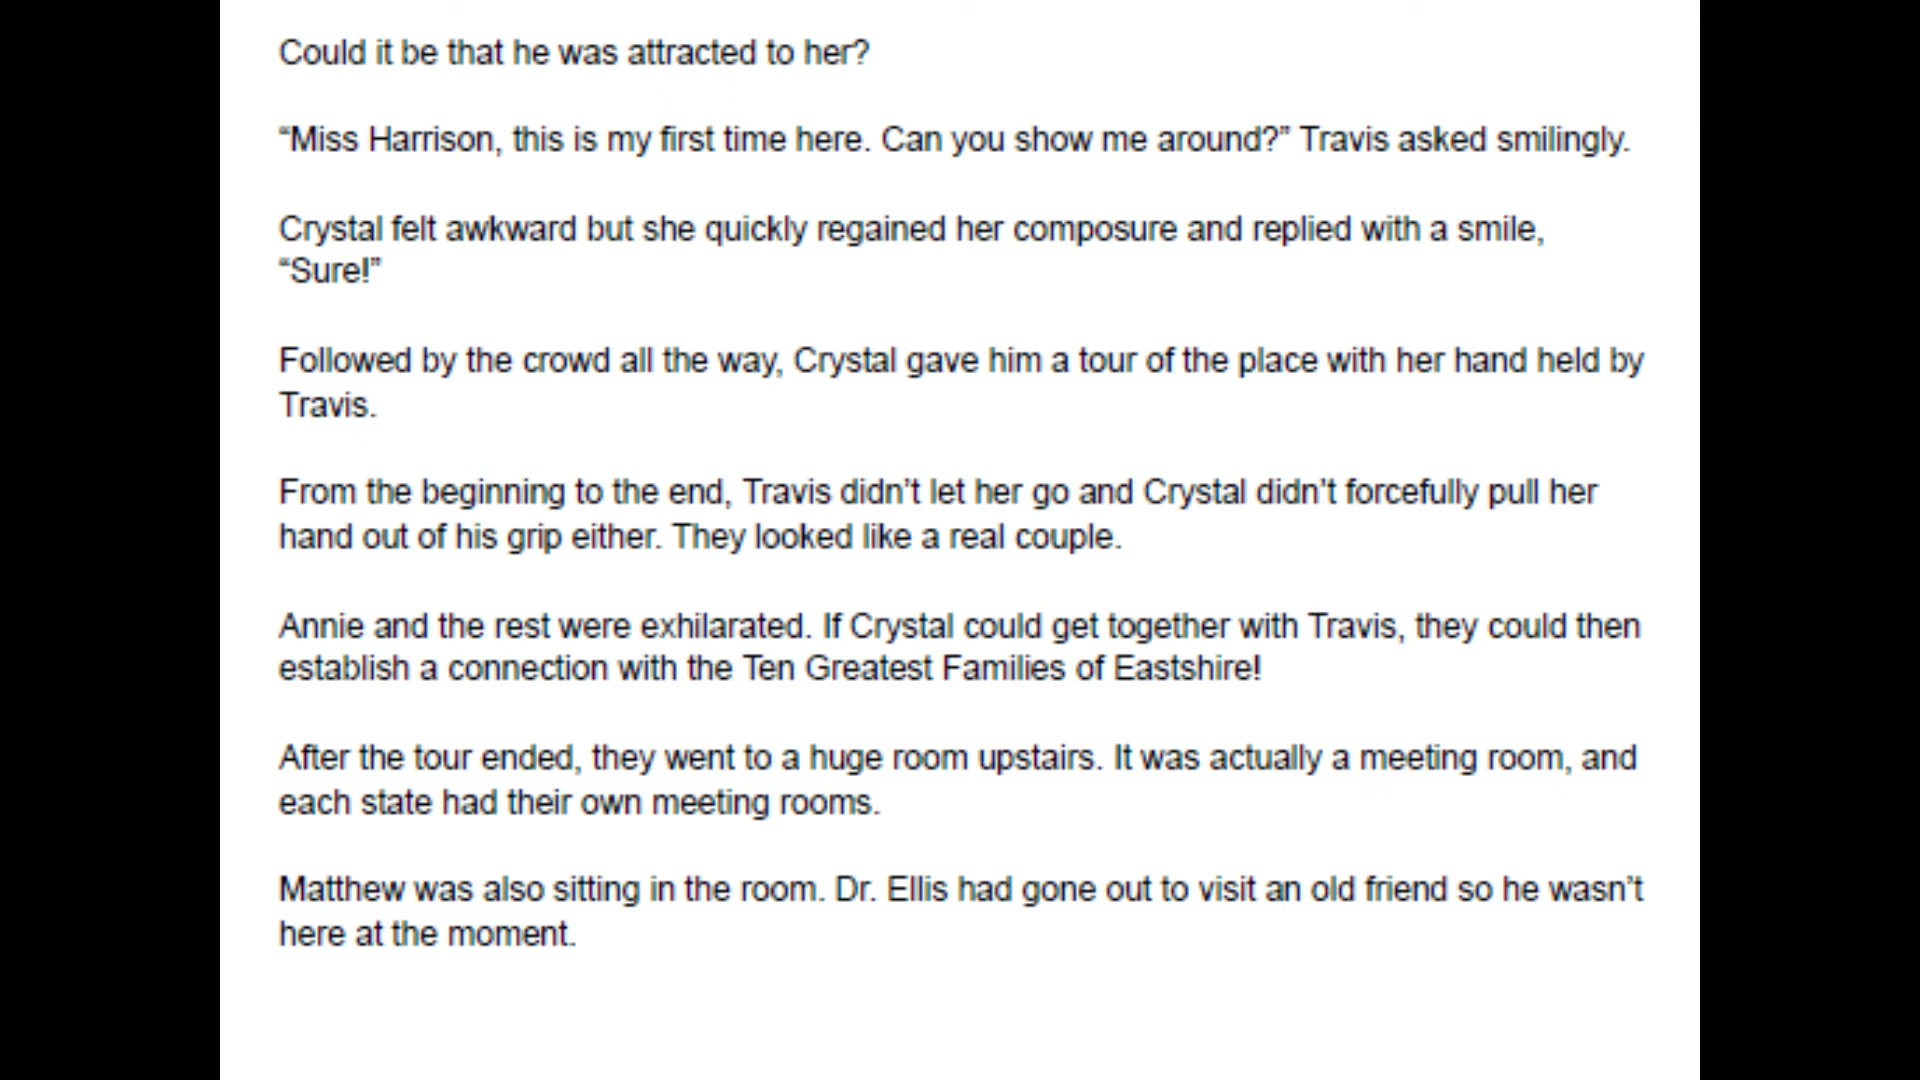 Could it be that he was attracted to her?
“Miss Harrison, this is my first time here. Can you show me around?” Travis asked smilingly.
Crystal felt awkward but she quickly regained her composure and replied with a smile,
“Sure!”
Followed by the crowd all the way, Crystal gave him a tour of the place with her hand held by
Travis.
From the beginning to the end, Travis didn’t let her go and Crystal didn’t forcefully pull her
hand out of his grip either. They looked like a real couple.
Annie and the rest were exhilarated. If Crystal could get together with Travis, they could then
establish a connection with the Ten Greatest Families of Eastshire!
After the tour ended, they went to a huge room upstairs. It was actually a meeting room, and
each state had their own meeting rooms.
Matthew was also sitting in the room. Dr. Ellis had gone out to visit an old friend so he wasn’t
here at the moment.